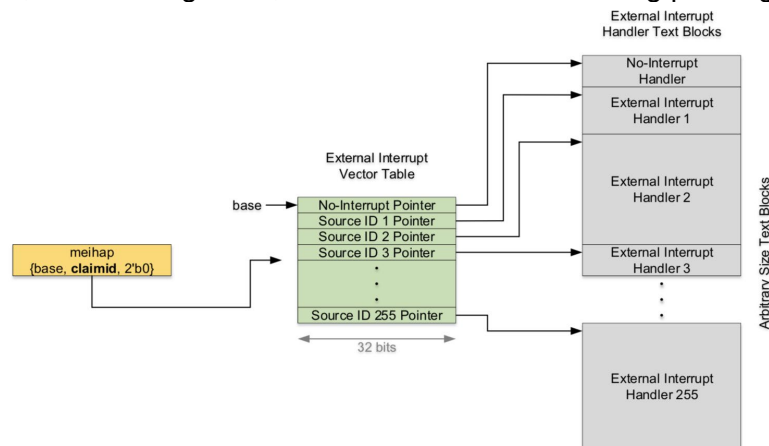 External Interrupt
Handler Text Blocks
No-Interrupt
Handler
External Interrupt
Handler 1
External Interrupt
Vector Table
External Interrupt
Handler 2
base
No-Interrupt Pointer
Source ID 1 Pointer
Source ID 2 Pointer
Source ID 3 Pointer
meihap
{base, claimid, 2'b0}
External Interrupt
Handler 3
Source ID 255 Pointer
32 bits
External Interrupt
Handler 255
Arbitrary Size Text Blocks